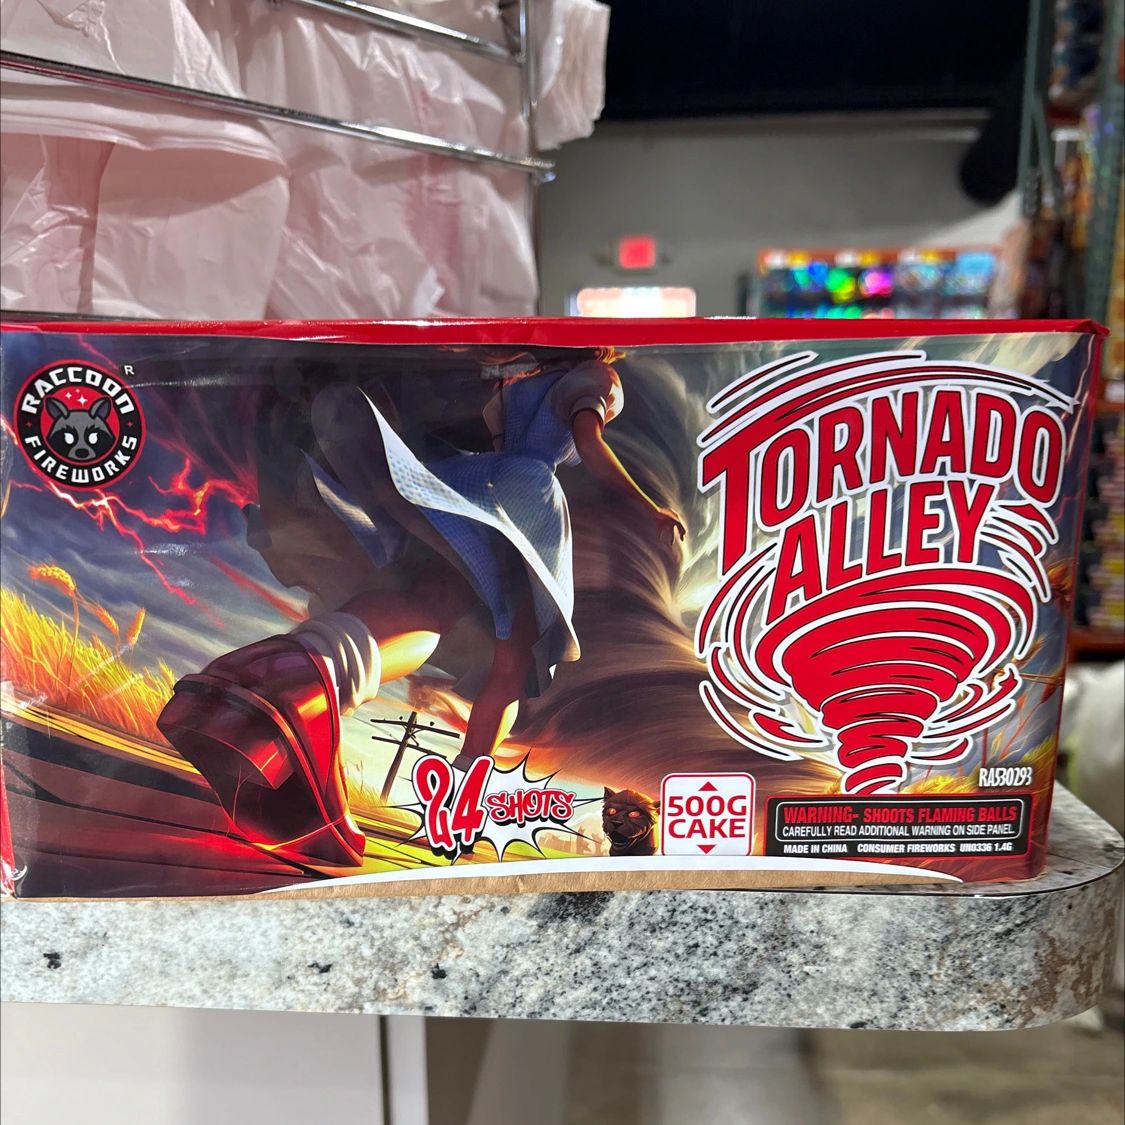 RACCOON
FIREWORKS
R
TORNADO
ALLEY
24 SHOTS
500G
CAKE
RA530293
WARNING- SHOOTS FLAMING BALLS
CAREFULLY READ ADDITIONAL WARNING ON SIDE PANEL.
MADE IN CHINA CONSUMER FIREWORKS UN0336 1.4G